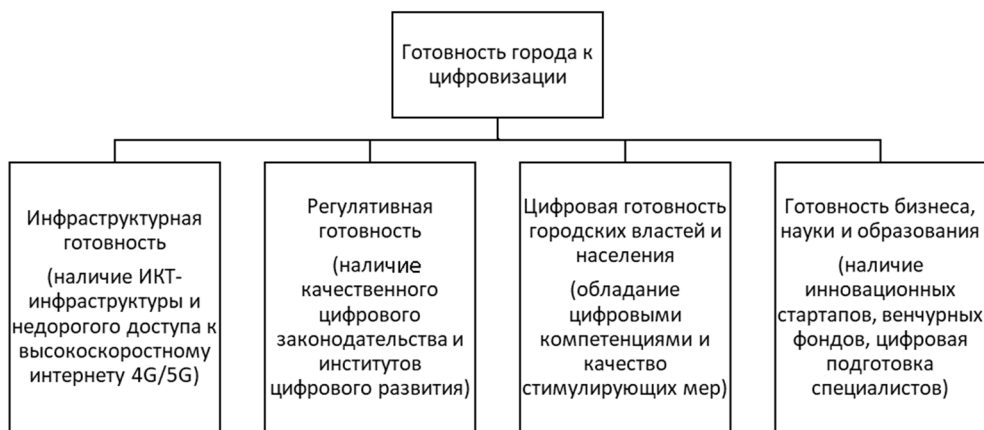 Готовность города к
цифровизации
Инфраструктурная
готовность
(наличие ИКТ-
инфраструктуры и
недорогого доступа к
высокоскоростному
интернету 4G/5G)
Регулятивная
готовность
(наличие
качественного
цифрового
законодательства и
институтов
цифрового развития)
Цифровая готовность
городских властей и
населения
(обладание
цифровыми
компетенциями и
качество
стимулирующих мер)
Готовность бизнеса,
науки и образования
(наличие
инновационных
стартапов, венчурных
фондов, цифровая
подготовка
специалистов)